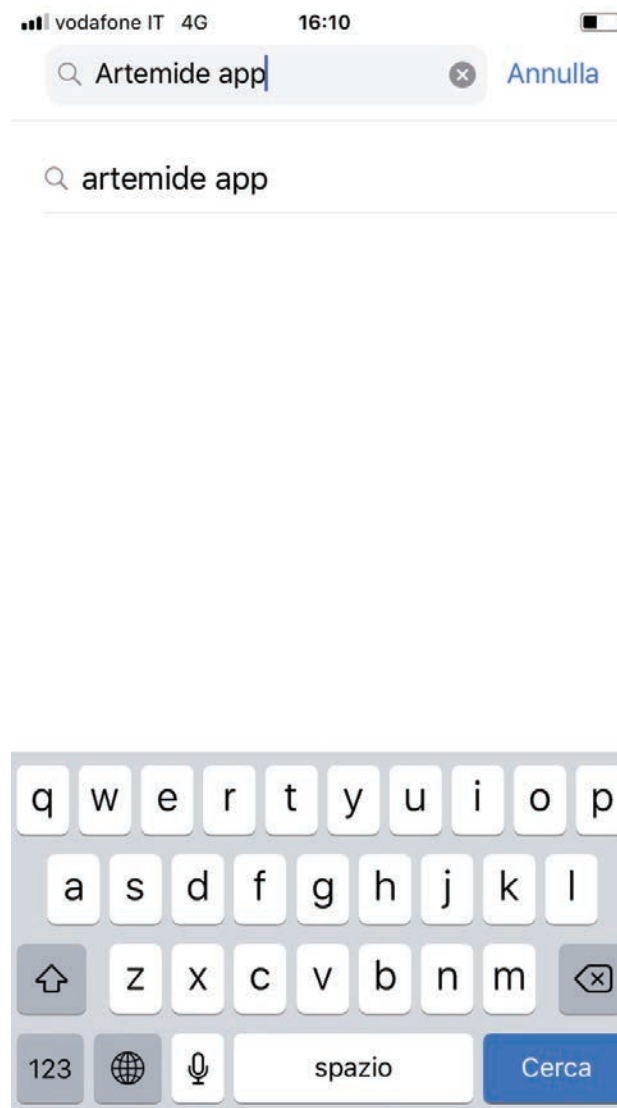 vodafone IT 4G 16:10
Artemide app Annulla
artemide app
q w e r t y u i o p
a s d f g h j k l
z x c v b n m
123 spazio Cerca